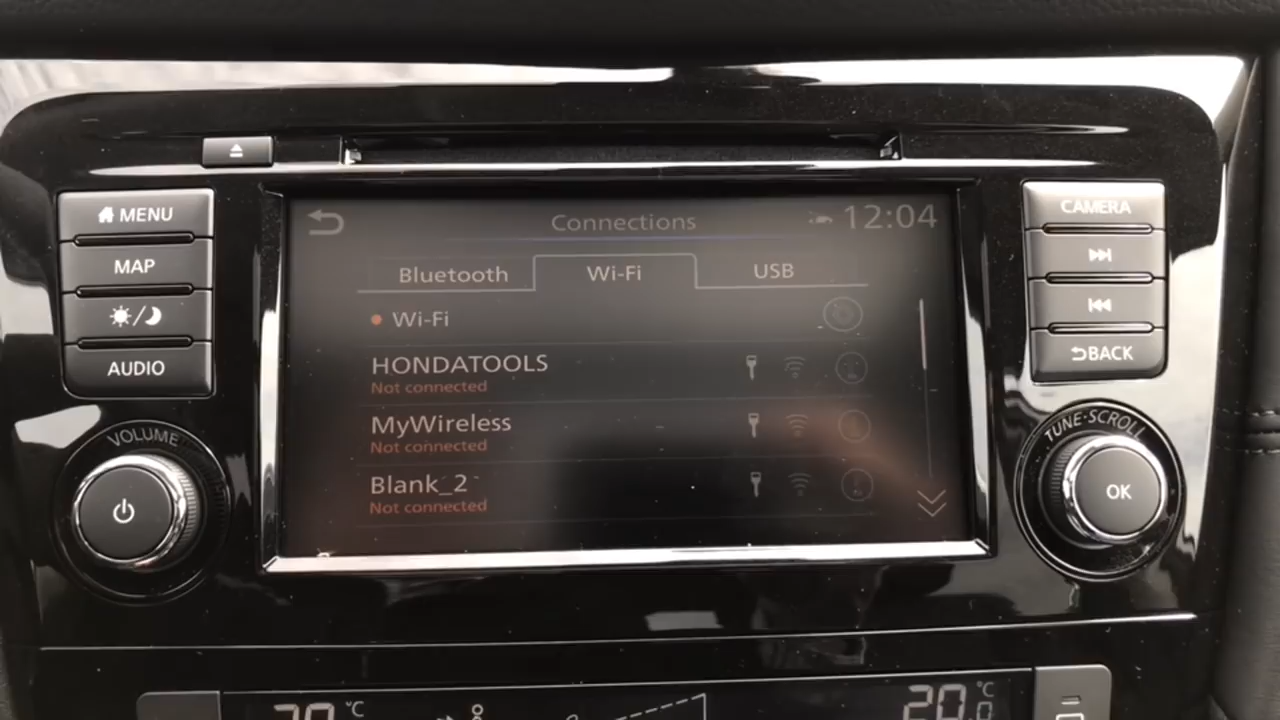 MENU
MAP
AUDIO
VOLUME
Connections
12:04
Bluetooth
Wi-Fi
USB
Wi-Fi
HONDATOOLS
Not connected
MyWireless
Not connected
Blank_2
Not connected
CAMERA
BACK
TUNE·SCROLL
OK
°C
20.0
°C